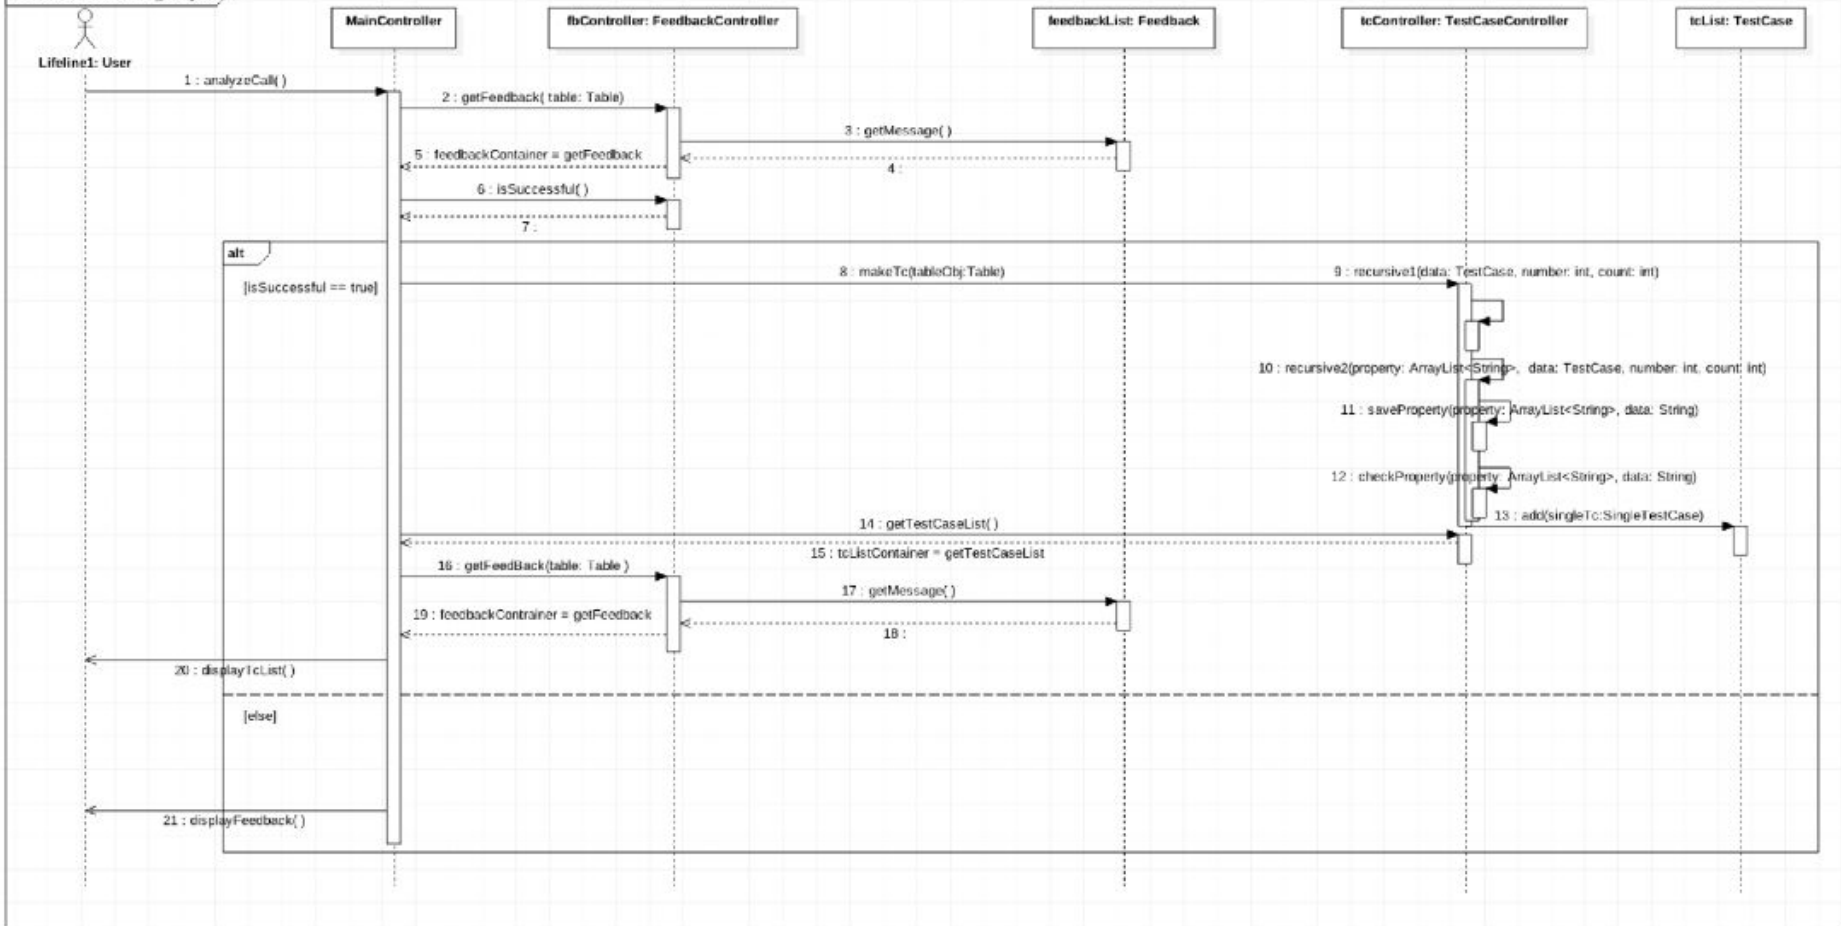 MainController
fbController: FeedbackController
feedbackList: Feedback
tcController: TestCaseController
tcList: TestCase
Lifeline1: User
1 : analyzeCall( )
2 : getFeedback( table: Table)
3 : getMessage( )
4 :
5 : feedbackContainer = getFeedback
6 : isSuccessful( )
7 :
alt
[isSuccessful == true]
8 : makeTc(tableObj:Table)
9 : recursive1(data: TestCase, number: int, count: int)
10 : recursive2(property: ArrayList<String>, data: TestCase, number: int, count: int)
11 : saveProperty(property: ArrayList<String>, data: String)
12 : checkProperty(property: ArrayList<String>, data: String)
13 : add(singleTc:SingleTestCase)
14 : getTestCaseList( )
15 : tcListContainer = getTestCaseList
16 : getFeedBack(table: Table )
17 : getMessage( )
18 :
19 : feedbackContrainer = getFeedback
20 : displayTcList( )
[else]
21 : displayFeedback( )